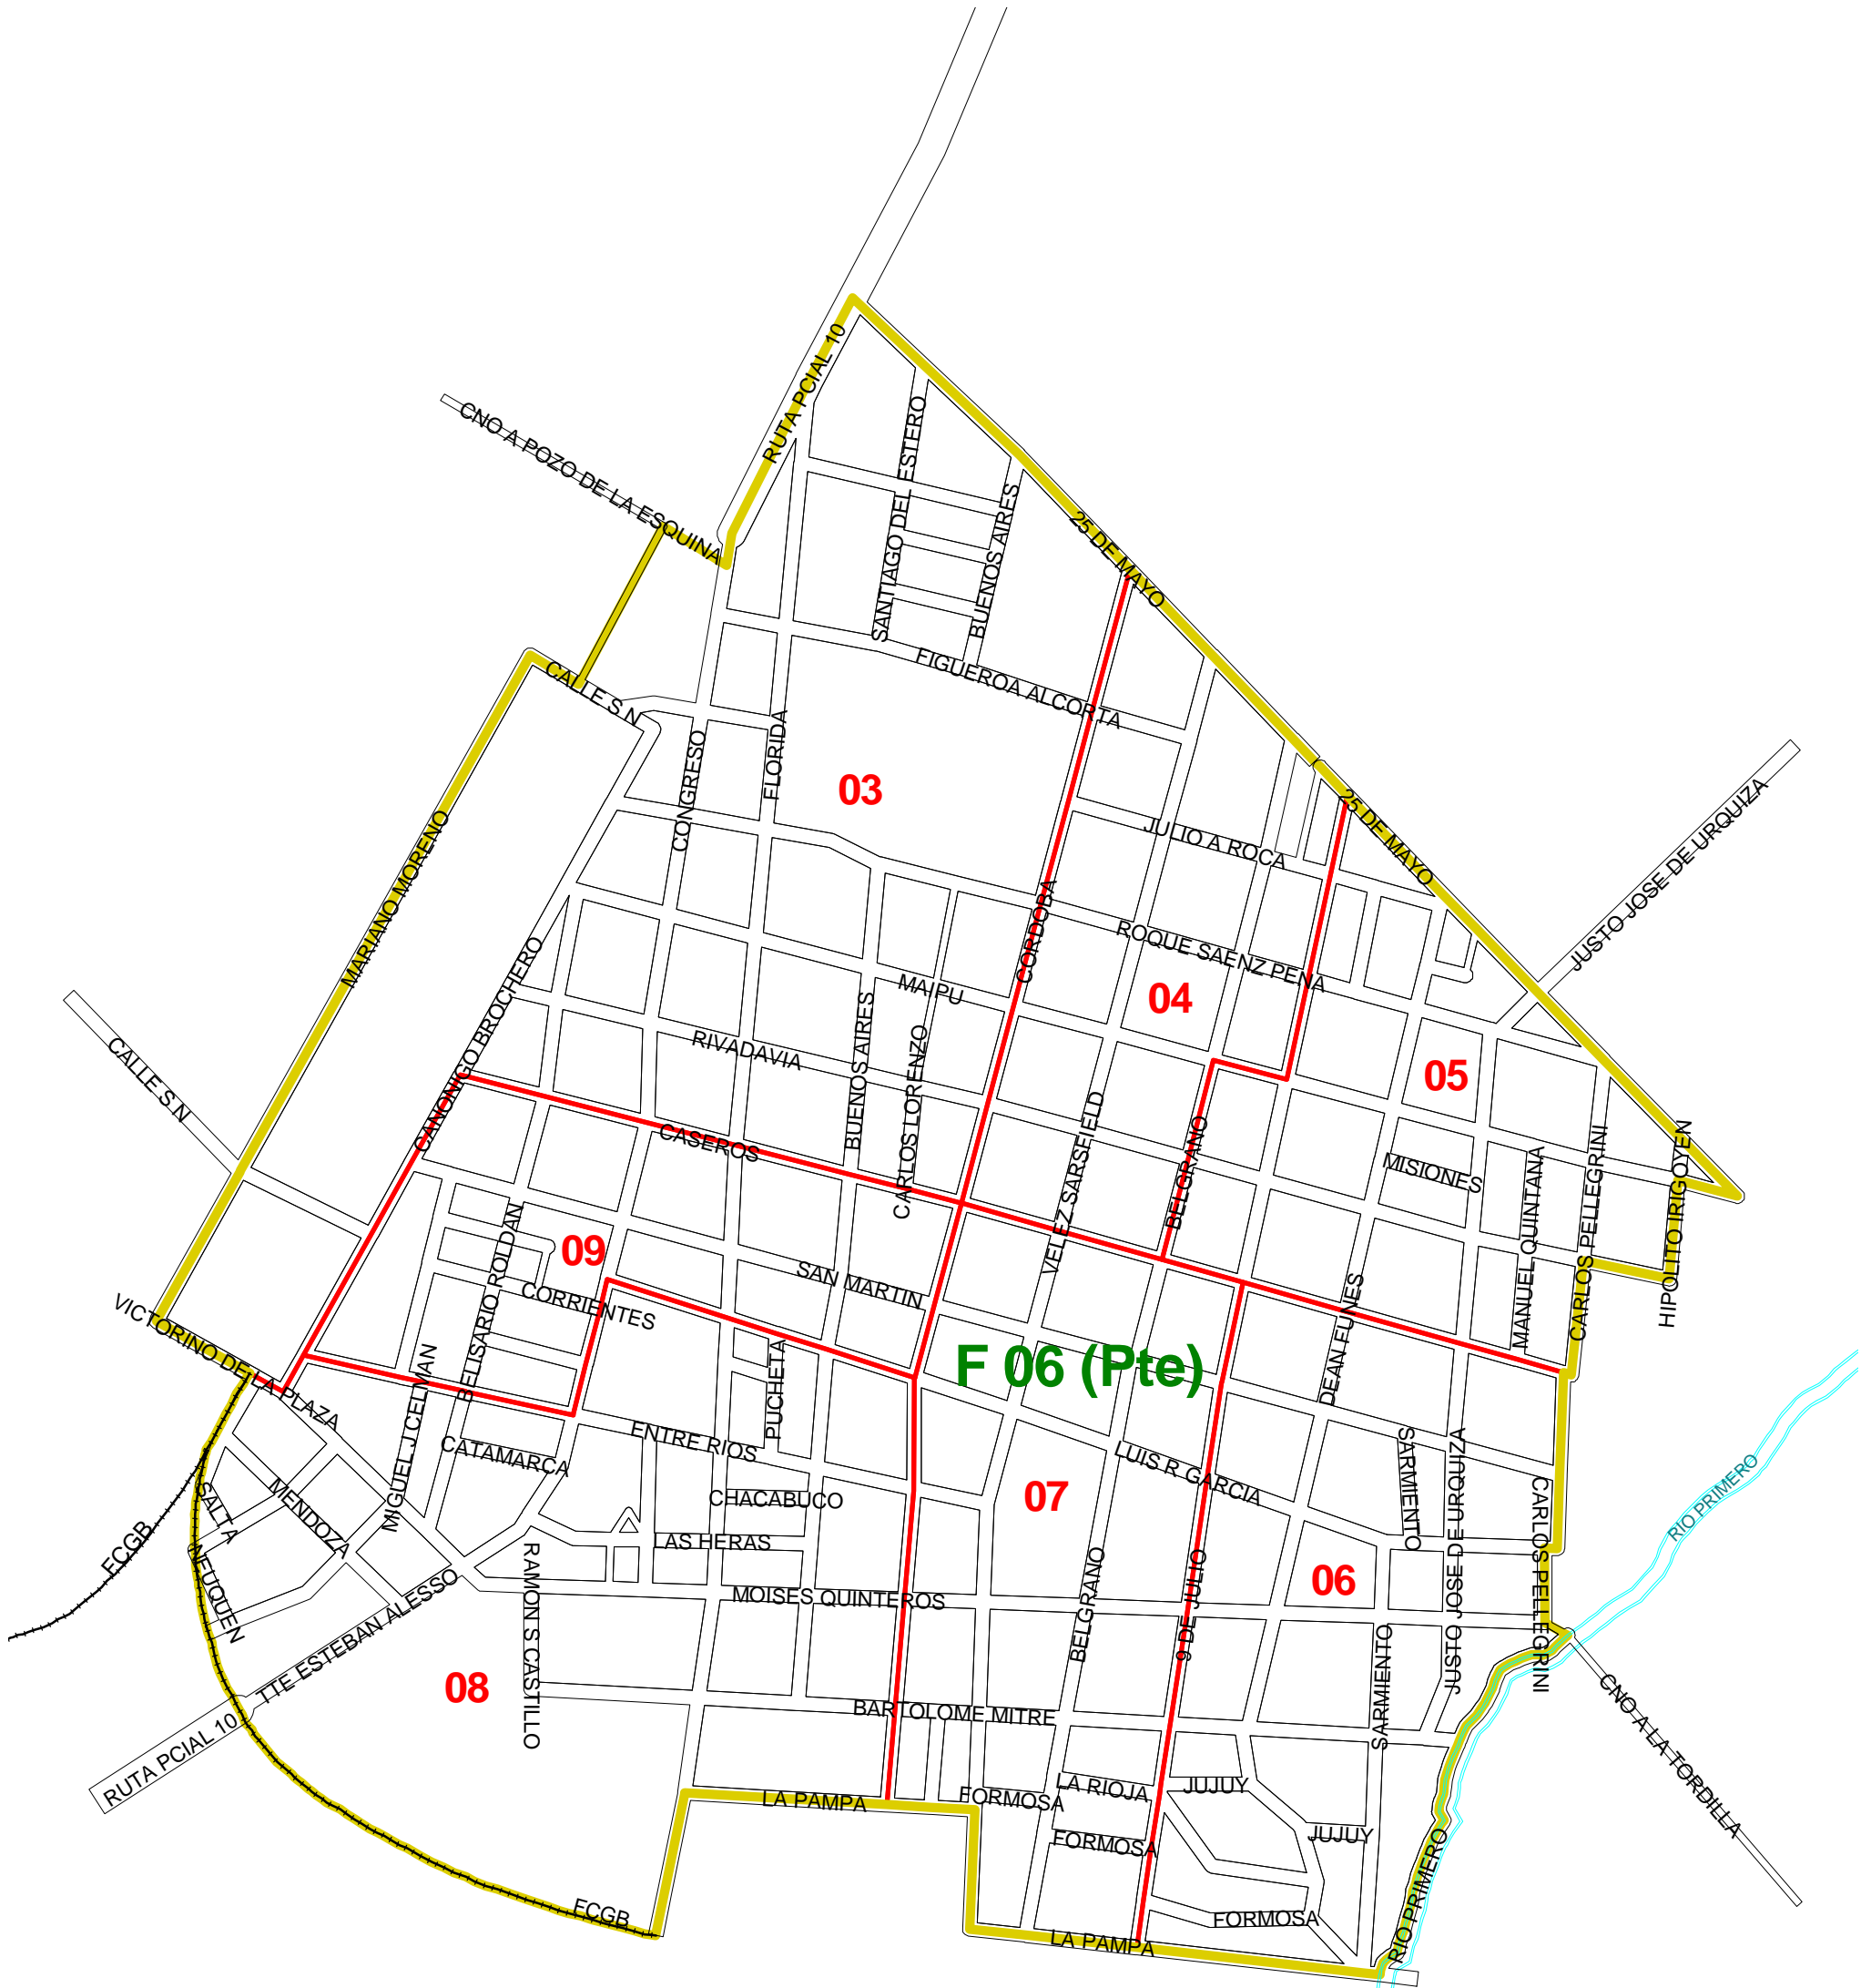 RUTA PCIAL 10
CNO A POZO DE LA ESQUINA
SANTIAGO DEL ESTERO
BUENOS AIRES
25 DE MAYO
FIGUEROA ALCORTA
CALLE S N
CONGRESO
FLORIDA
03
25 DE MAYO
JUSTO JOSE DE URQUIZA
JULIO A ROCA
MARIANO MORENO
CORDOBA
ROQUE SAENZ PENA
CANONIGO BROCHERO
MAIPU
04
BUENOS AIRES
CARLOS LORENZO
RIVADAVIA
CALLE S N
05
VELEZ SARSFIELD
BELGRANO
CASEROS
MISIONES
MANUEL QUINTANA
CARLOS PELLEGRINI
HIPOLITO IRIGOYEN
BELISARIO ROLDAN
09
SAN MARTIN
CORRIENTES
VICTORINO DE LA PLAZA
DEAN FUNES
F 06 (Pte)
MIGUEL J CELMAN
PUCHETA
ENTRE RIOS
CATAMARCA
LUIS R GARCIA
SARMIENTO
JUSTO JOSE DE URQUIZA
CARLOS PELLEGRINI
RIO PRIMERO
07
CHACABUCO
SALTA
MENDOZA
FCGB
LAS HERAS
NEUQUEN
RAMON S CASTILLO
MOISES QUINTEROS
BELGRANO
9 DE JULIO
06
TTE ESTEBAN ALESSO
SARMIENTO
08
BARTOLOME MITRE
CNO A LA TORDILLA
RUTA PCIAL 10
LA PAMPA
FORMOSA
LA RIOJA
JUJUY
JUJUY
FORMOSA
FCGB
FORMOSA
RIO PRIMERO
LA PAMPA